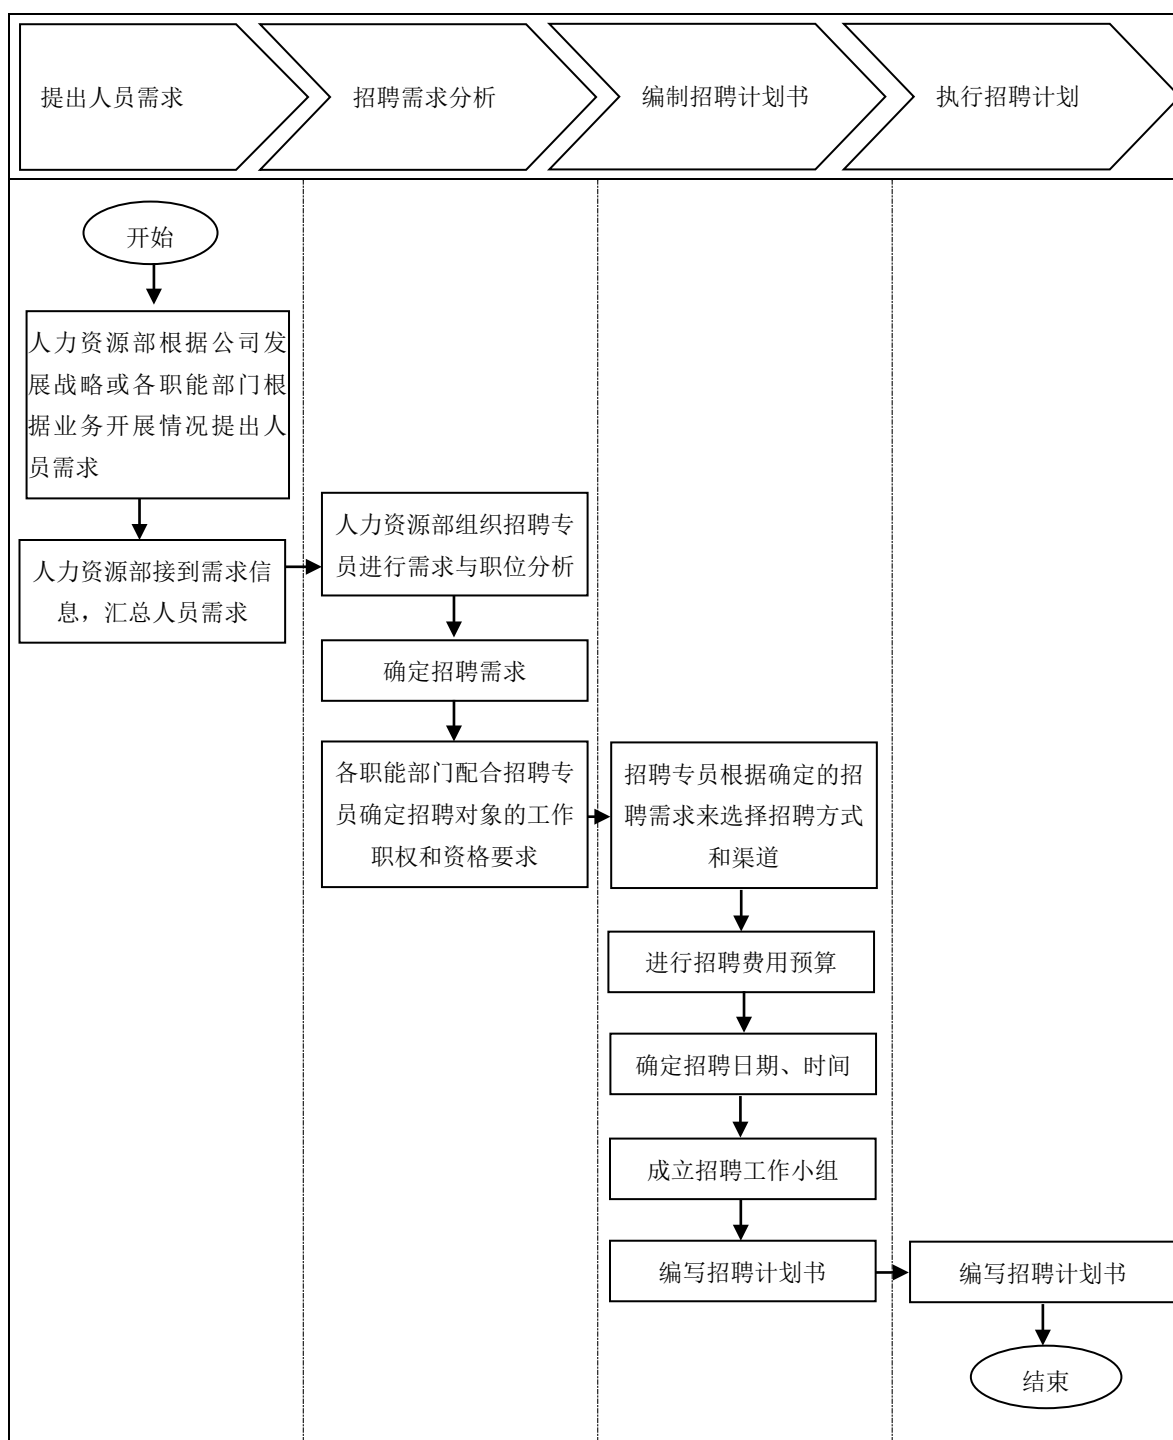 提出人员需求
招聘需求分析
编制招聘计划书
执行招聘计划
开始
人力资源部根据公司发
展战略或各职能部门根
据业务开展情况提出人
员需求
人力资源部接到需求信
息，汇总人员需求
人力资源部组织招聘专
员进行需求与职位分析
确定招聘需求
各职能部门配合招聘专
员确定招聘对象的工作
职权和资格要求
招聘专员根据确定的招
聘需求来选择招聘方式
和渠道
进行招聘费用预算
确定招聘日期、时间
成立招聘工作小组
编写招聘计划书
编写招聘计划书
结束